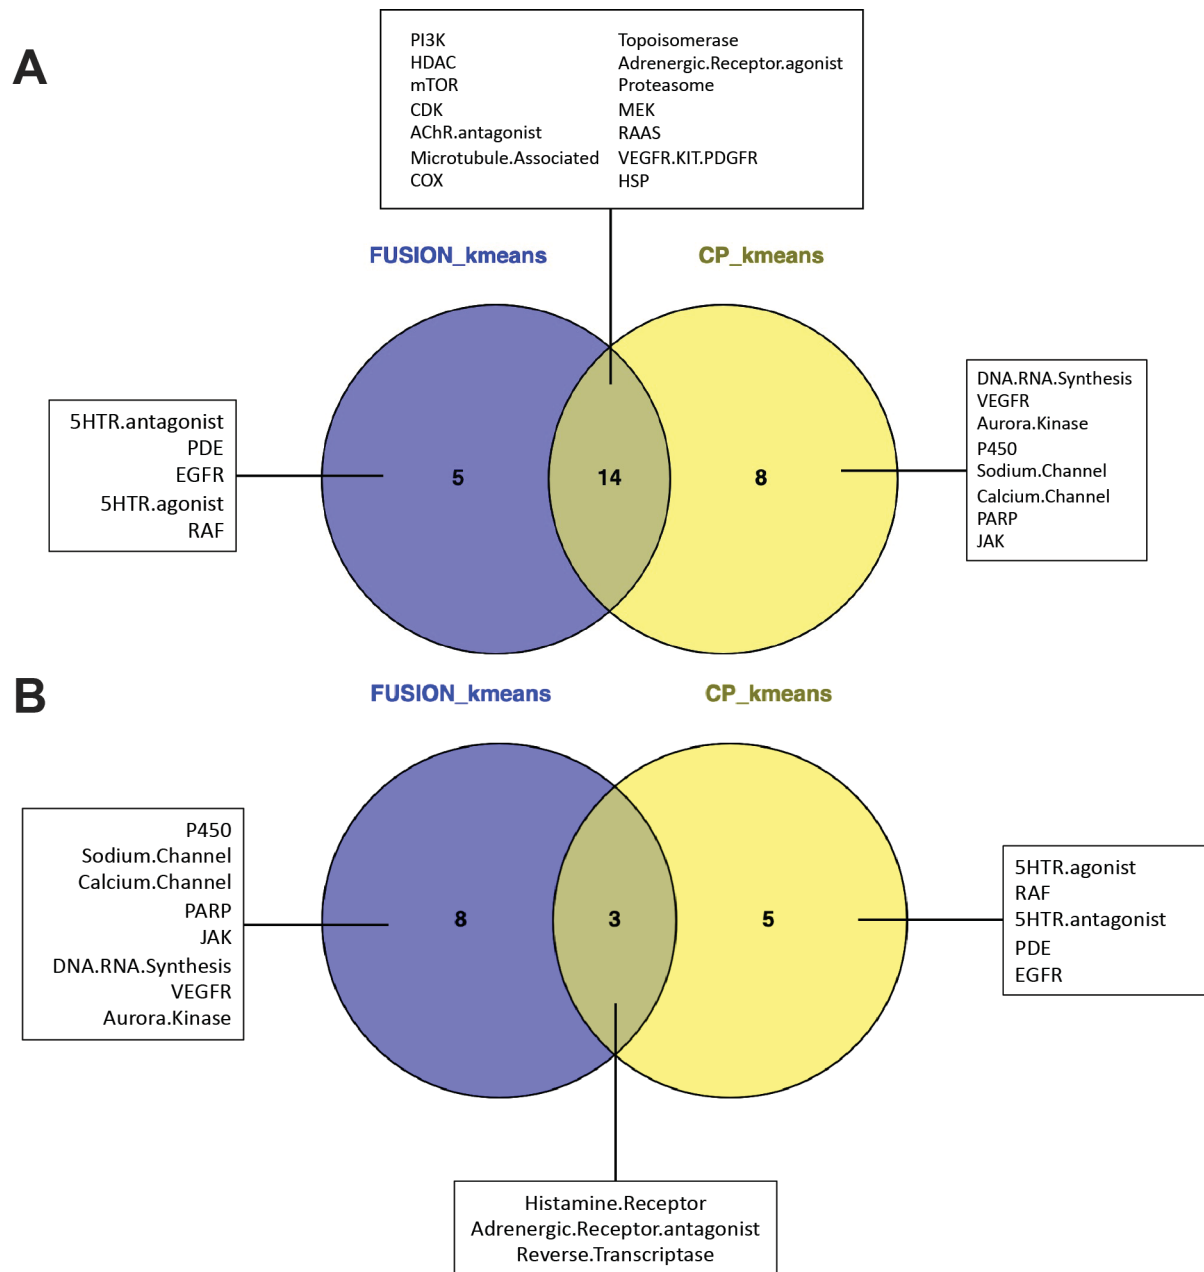 A
PI3K Topoisomerase
HDAC Adrenergic.Receptor.agonist
mTOR Proteasome
CDK MEK
AChR.antagonist RAAS
Microtubule.Associated VEGFR.KIT.PDGFR
COX HSP
FUSION_kmeans CP_kmeans
5HTR.antagonist
PDE
EGFR
5HTR.agonist
RAF
5 14 8
DNA.RNA.Synthesis
VEGFR
Aurora.Kinase
P450
Sodium.Channel
Calcium.Channel
PARP
JAK
B
FUSION_kmeans CP_kmeans
P450
Sodium.Channel
Calcium.Channel
PARP
JAK
DNA.RNA.Synthesis
VEGFR
Aurora.Kinase
8 3 5
5HTR.agonist
RAF
5HTR.antagonist
PDE
EGFR
Histamine.Receptor
Adrenergic.Receptor.antagonist
Reverse.Transcriptase